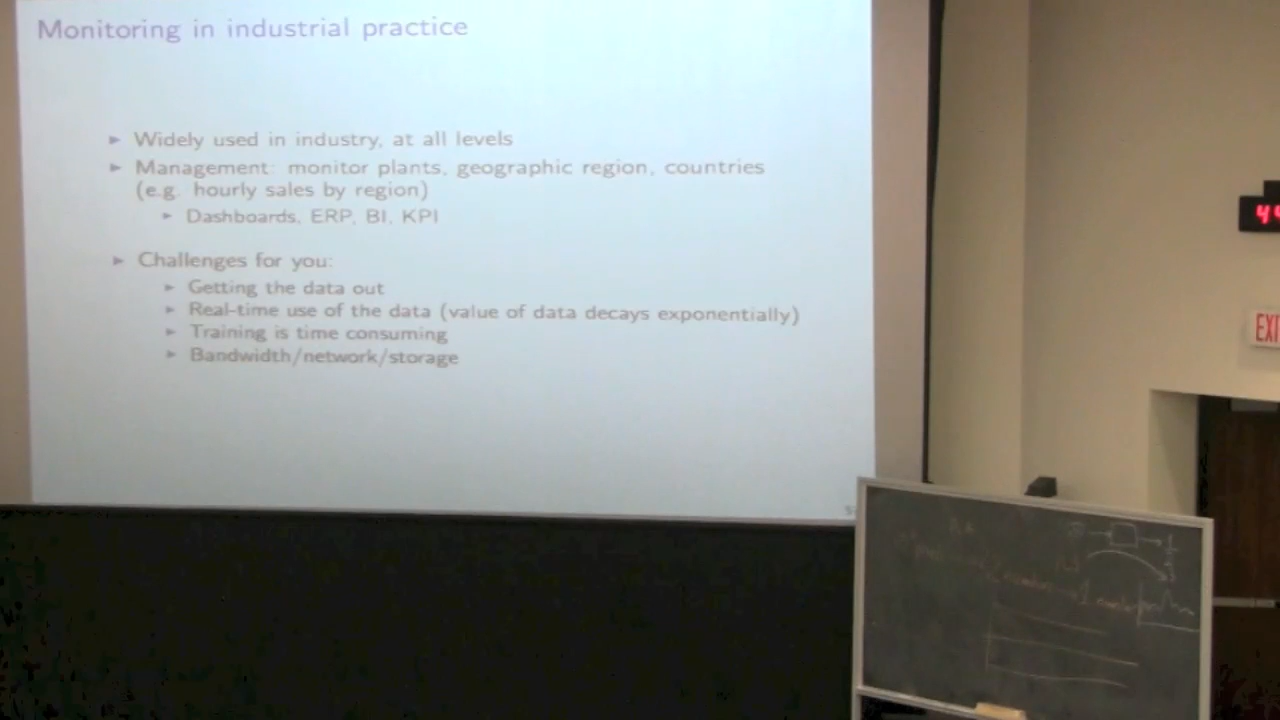 Monitoring in industrial practice
► Widely used in industry, at all levels
► Management: monitor plants, geographic region, countries
(e.g. hourly sales by region)
► Dashboards, ERP, BI, KPI
► Challenges for you:
► Getting the data out
► Real-time use of the data (value of data decays exponentially)
► Training is time consuming
► Bandwidth/network/storage